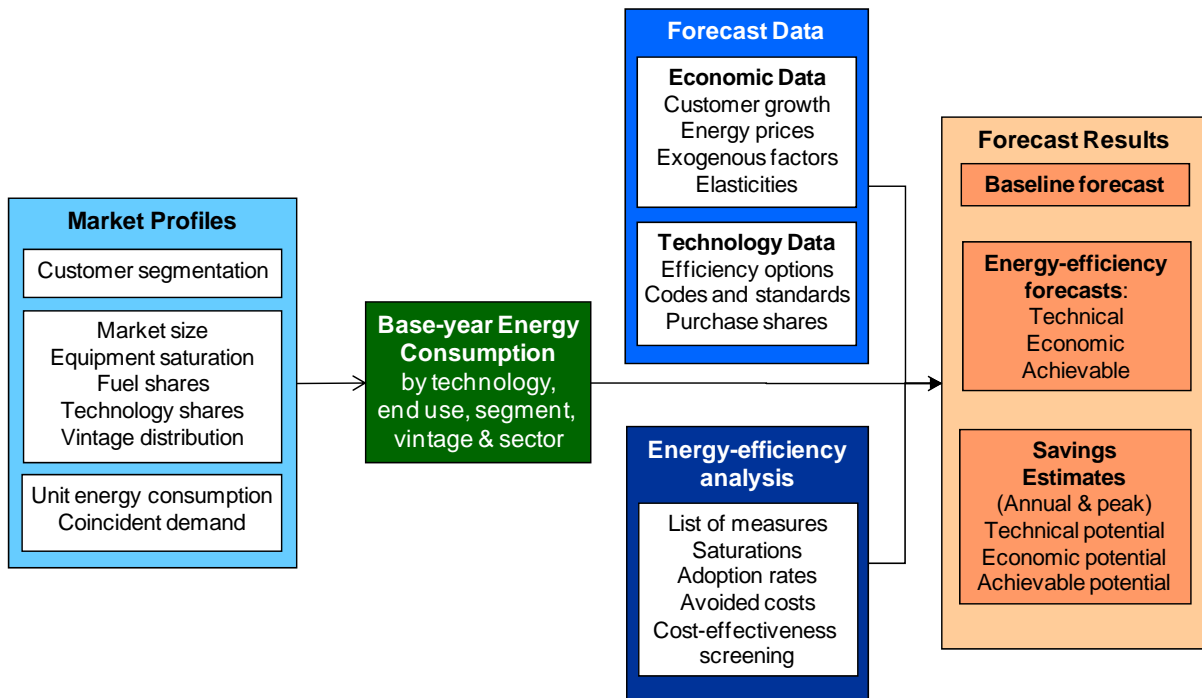 Market Profiles
Customer segmentation
Market size
Equipment saturation
Fuel shares
Technology shares
Vintage distribution
Unit energy consumption
Coincident demand
Base-year Energy
Consumption
by technology,
end use, segment,
vintage & sector
Forecast Data
Economic Data
Customer growth
Energy prices
Exogenous factors
Elasticities
Technology Data
Efficiency options
Codes and standards
Purchase shares
Energy-efficiency
analysis
List of measures
Saturations
Adoption rates
Avoided costs
Cost-effectiveness
screening
Forecast Results
Baseline forecast
Energy-efficiency
forecasts:
Technical
Economic
Achievable
Savings
Estimates
(Annual & peak)
Technical potential
Economic potential
Achievable potential